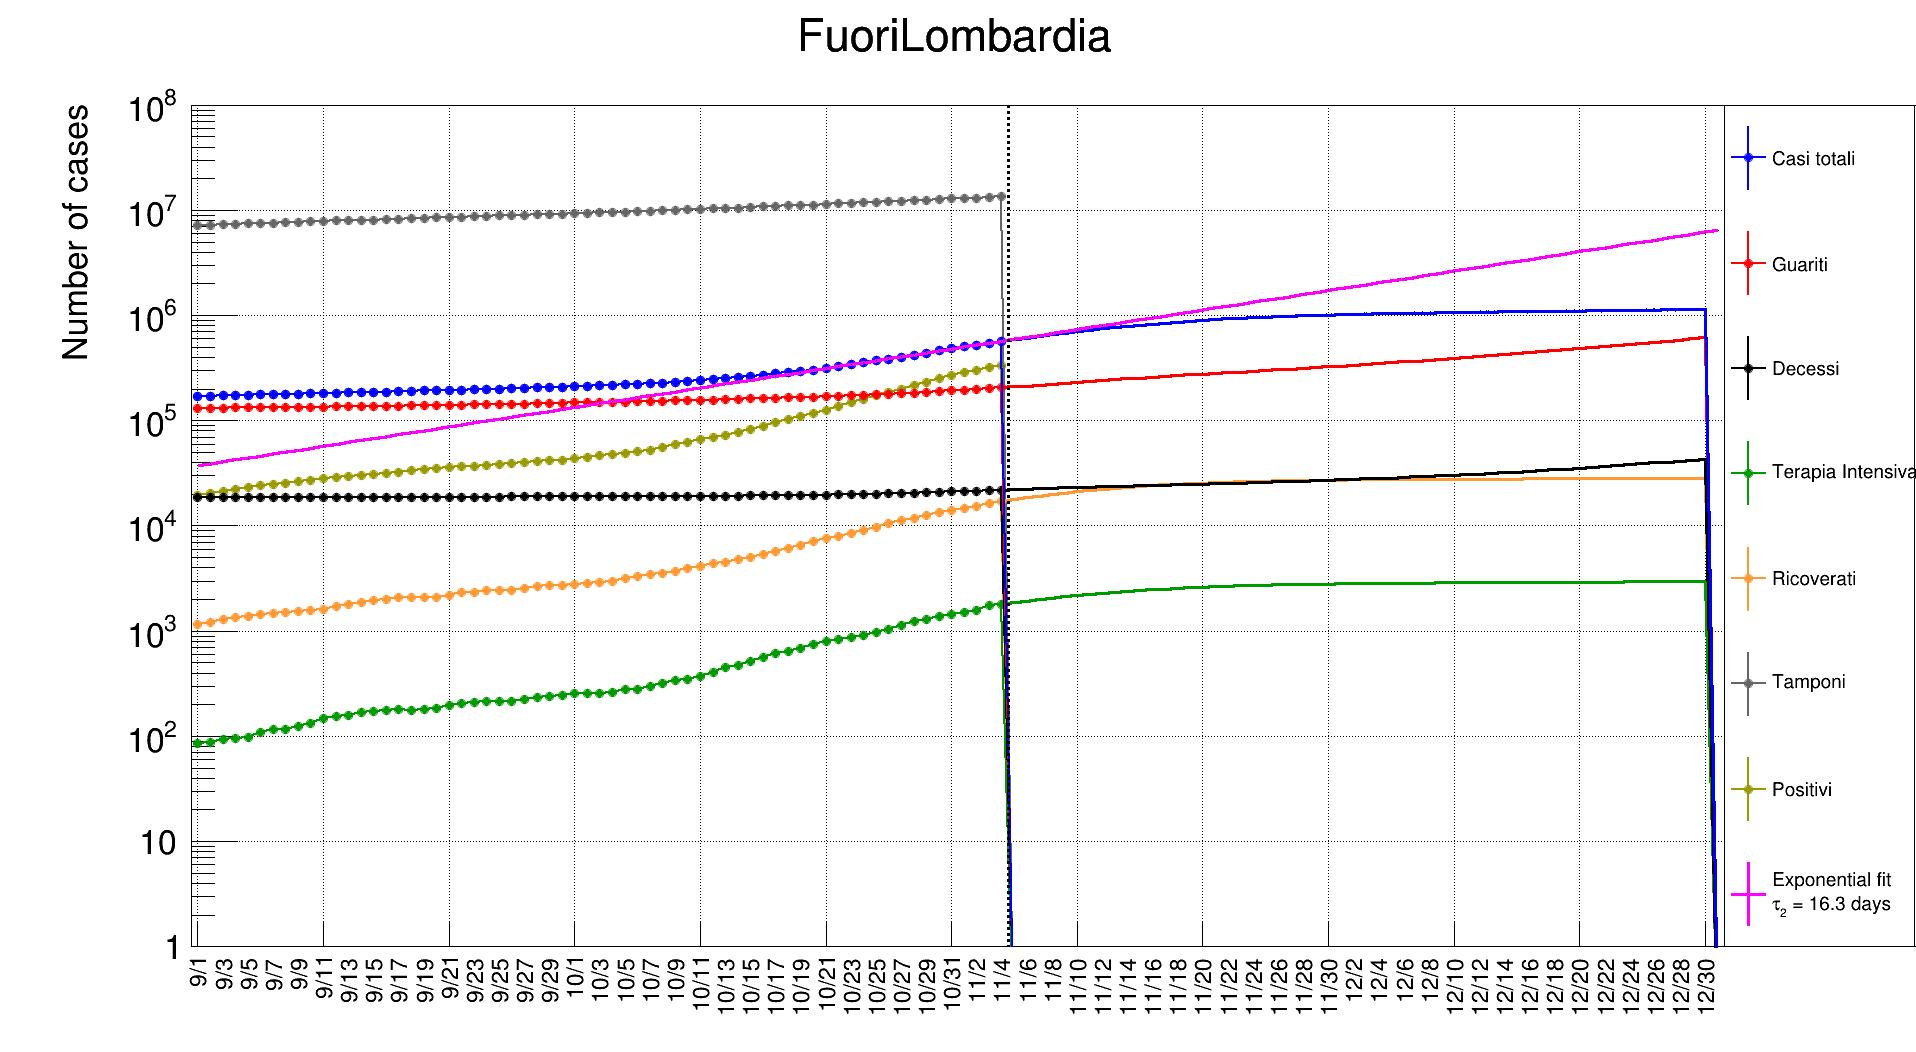 FuoriLombardia
Number of cases
10^8
10^7
10^6
10^5
10^4
10^3
10^2
10
1
9/1 9/3 9/5 9/7 9/9 9/11 9/13 9/15 9/17 9/19 9/21 9/23 9/25 9/27 9/29 10/1 10/3 10/5 10/7 10/9 10/11 10/13 10/15 10/17 10/19 10/21 10/23 10/25 10/27 10/29 10/31 11/2 11/4 11/6 11/8 11/10 11/12 11/14 11/16 11/18 11/20 11/22 11/24 11/26 11/28 11/30 12/2 12/4 12/6 12/8 12/10 12/12 12/14 12/16 12/18 12/20 12/22 12/24 12/26 12/28 12/30
Casi totali
Guariti
Decessi
Terapia Intensiva
Ricoverati
Tamponi
Positivi
Exponential fit
τ₂ = 16.3 days